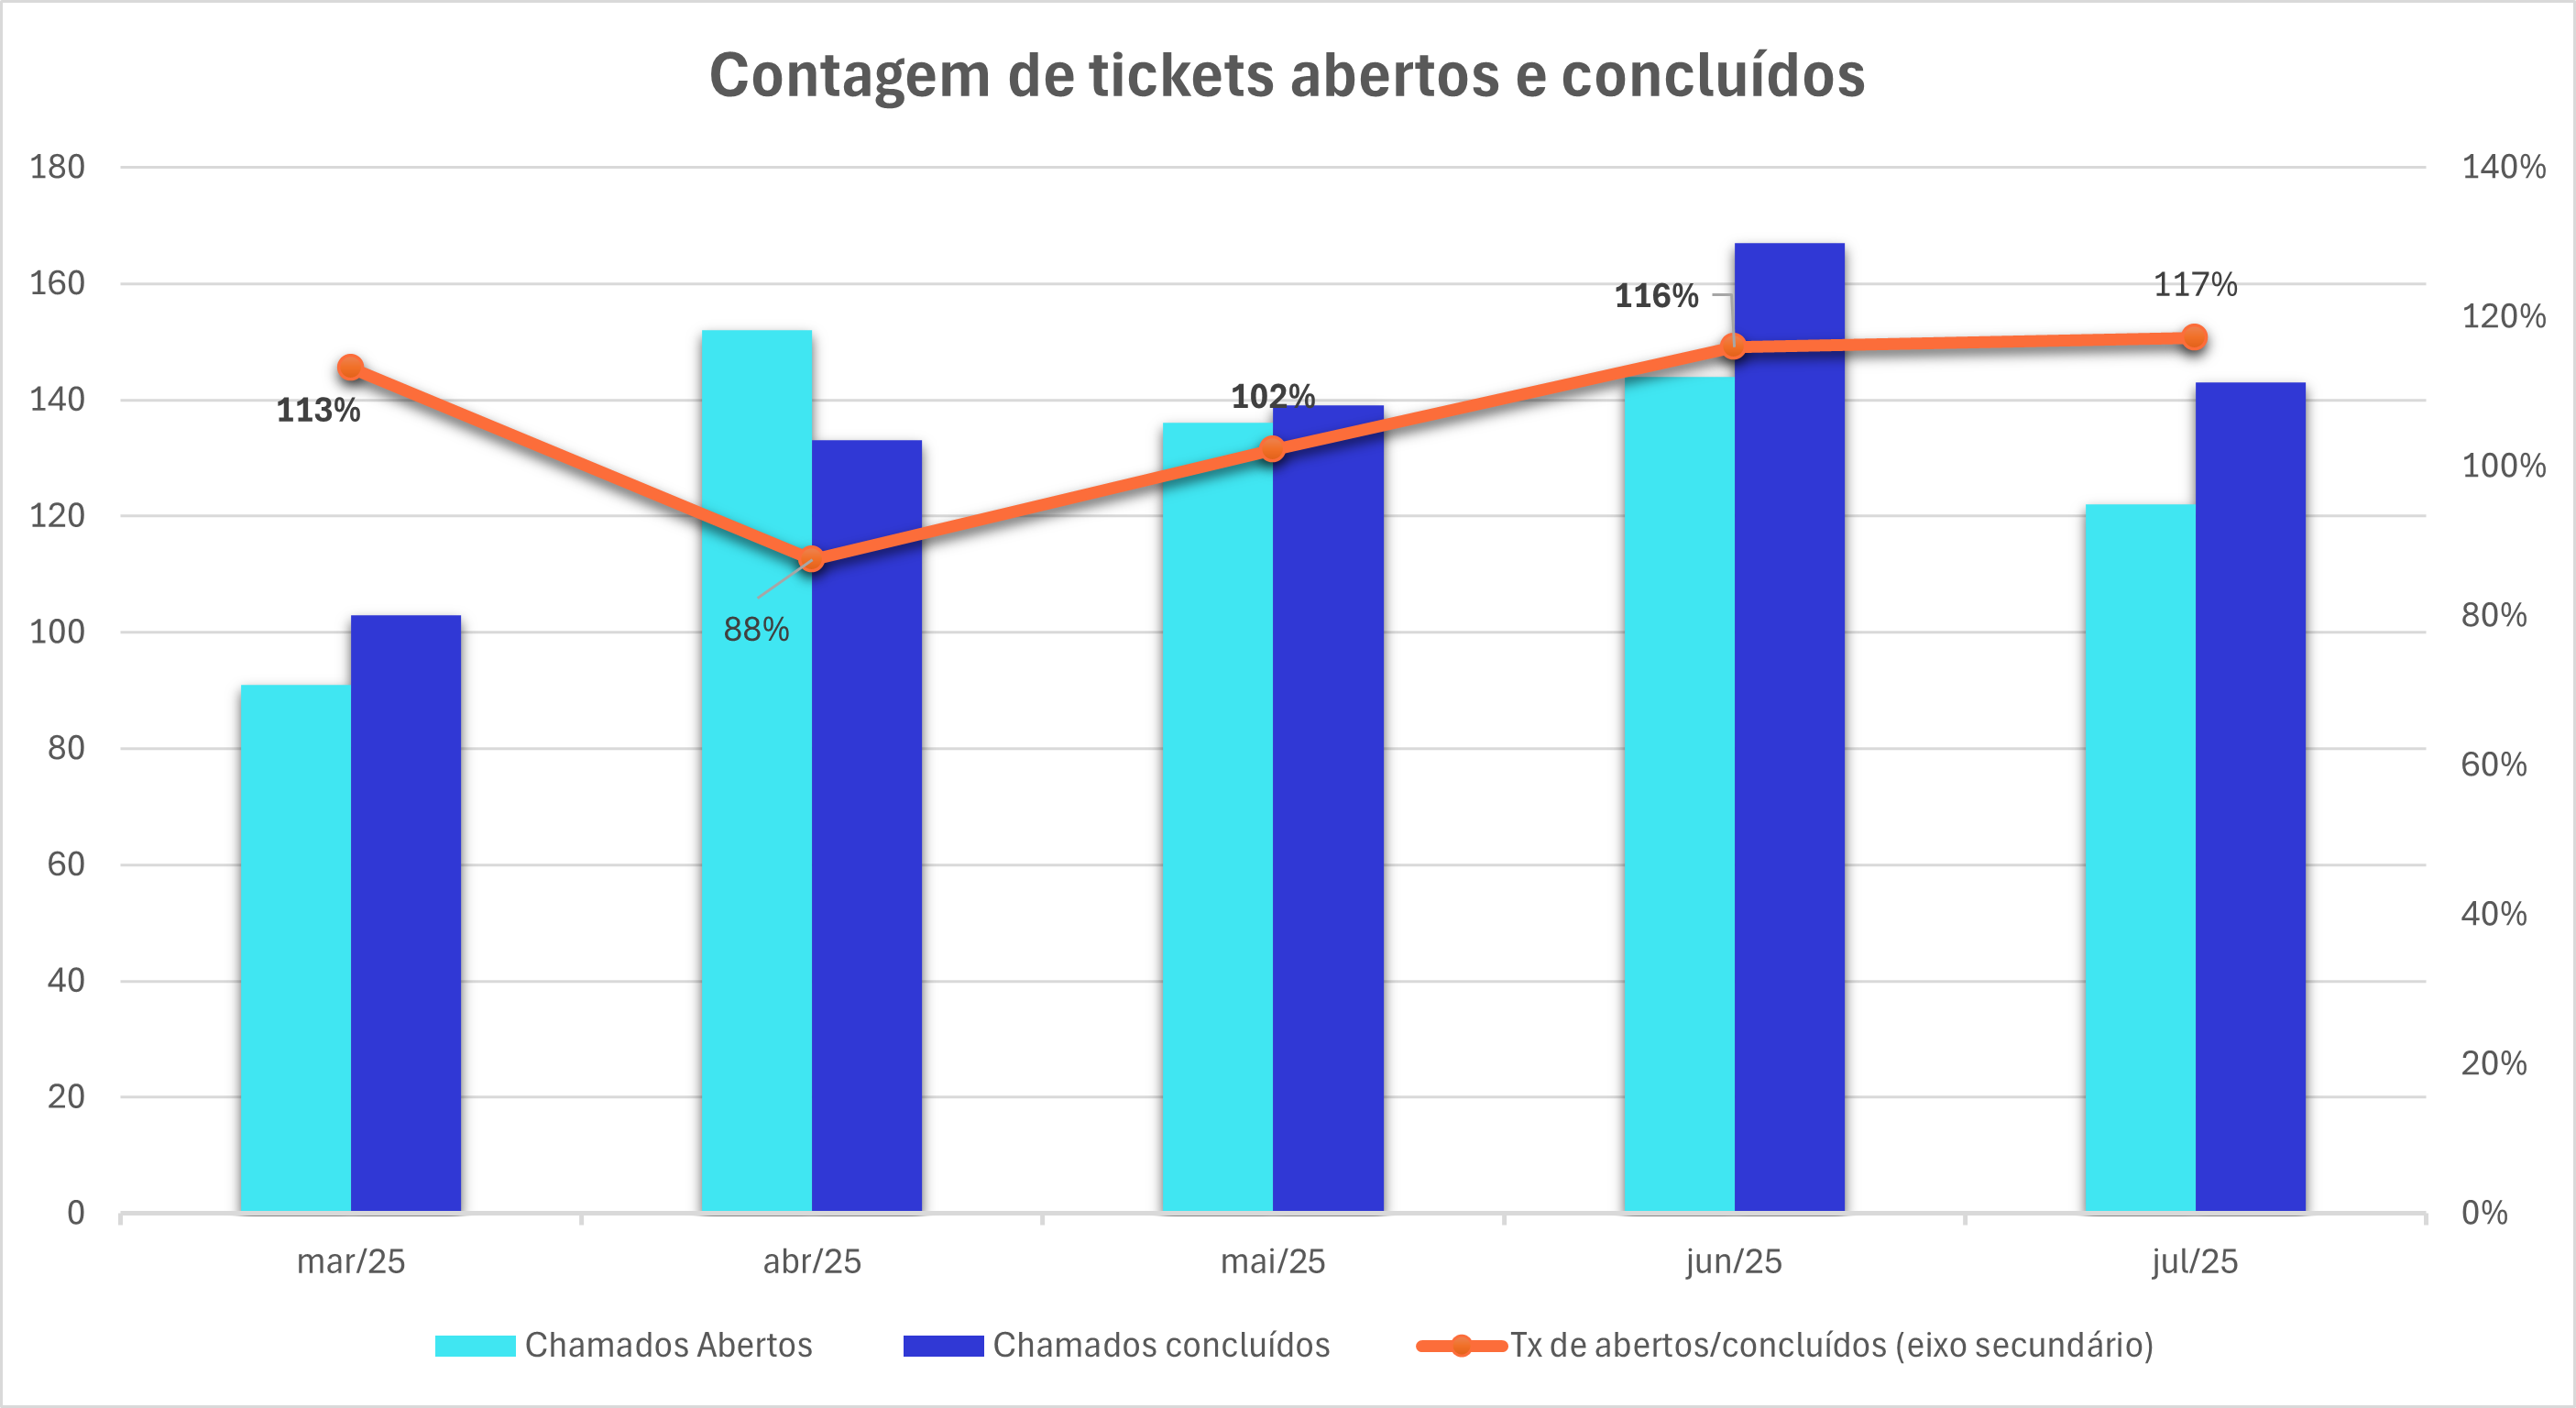 Contagem de tickets abertos e concluídos
180
160
140
120
100
80
60
40
20
0
140%
120%
100%
80%
60%
40%
20%
0%
113%
88%
102%
116%
117%
mar/25
abr/25
mai/25
jun/25
jul/25
Chamados Abertos
Chamados concluídos
Tx de abertos/concluídos (eixo secundário)